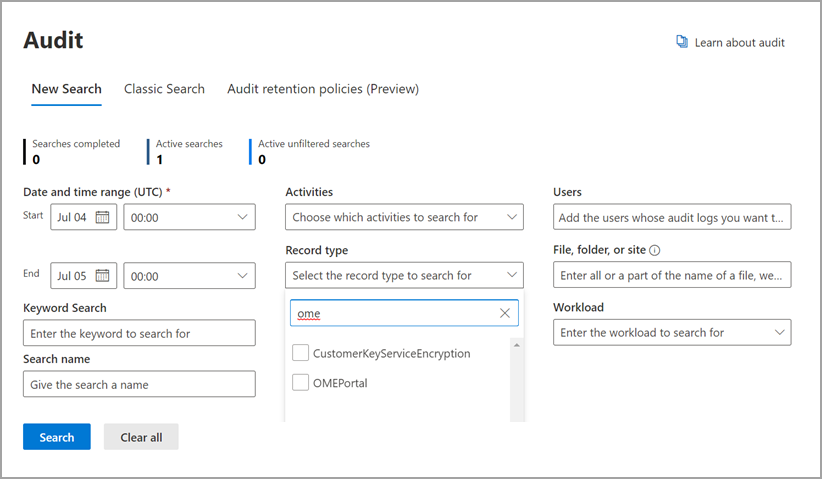 Audit
Learn about audit
New Search
Classic Search
Audit retention policies (Preview)
Searches completed
0
Active searches
1
Active unfiltered searches
0
Date and time range (UTC) *
Start
Jul 04
00:00
End
Jul 05
00:00
Keyword Search
Enter the keyword to search for
Search name
Give the search a name
Activities
Choose which activities to search for
Record type
Select the record type to search for
ome
CustomerKeyServiceEncryption
OMEPortal
Users
Add the users whose audit logs you want t...
File, folder, or site
Enter all or a part of the name of a file, we...
Workload
Enter the workload to search for
Search
Clear all